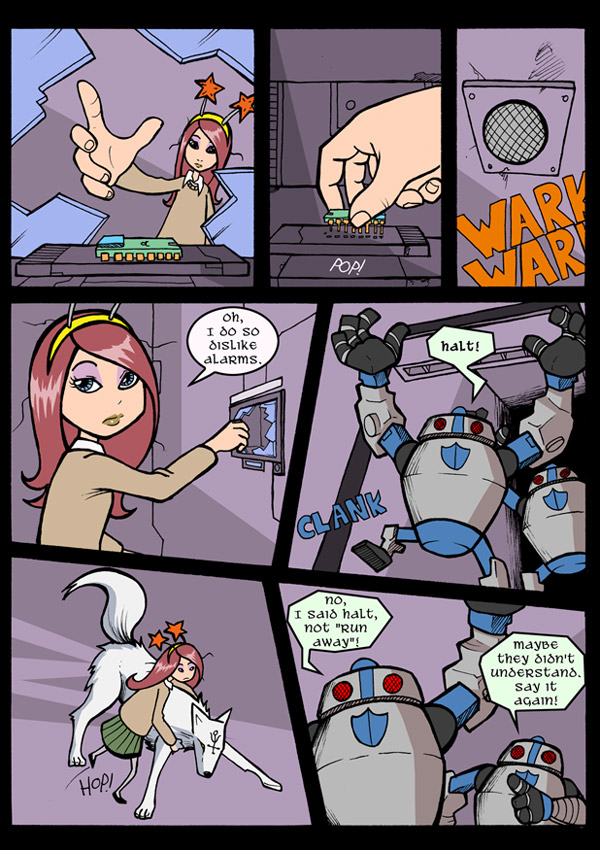 POP!
WARK
WARK
OH,
I DO SO
DISLIKE
ALARMS.
HALT!
CLANK
HOP!
NO,
I SAID HALT,
NOT "RUN
AWAY"!
MAYBE
THEY DIDN'T
UNDERSTAND.
SAY IT
AGAIN!